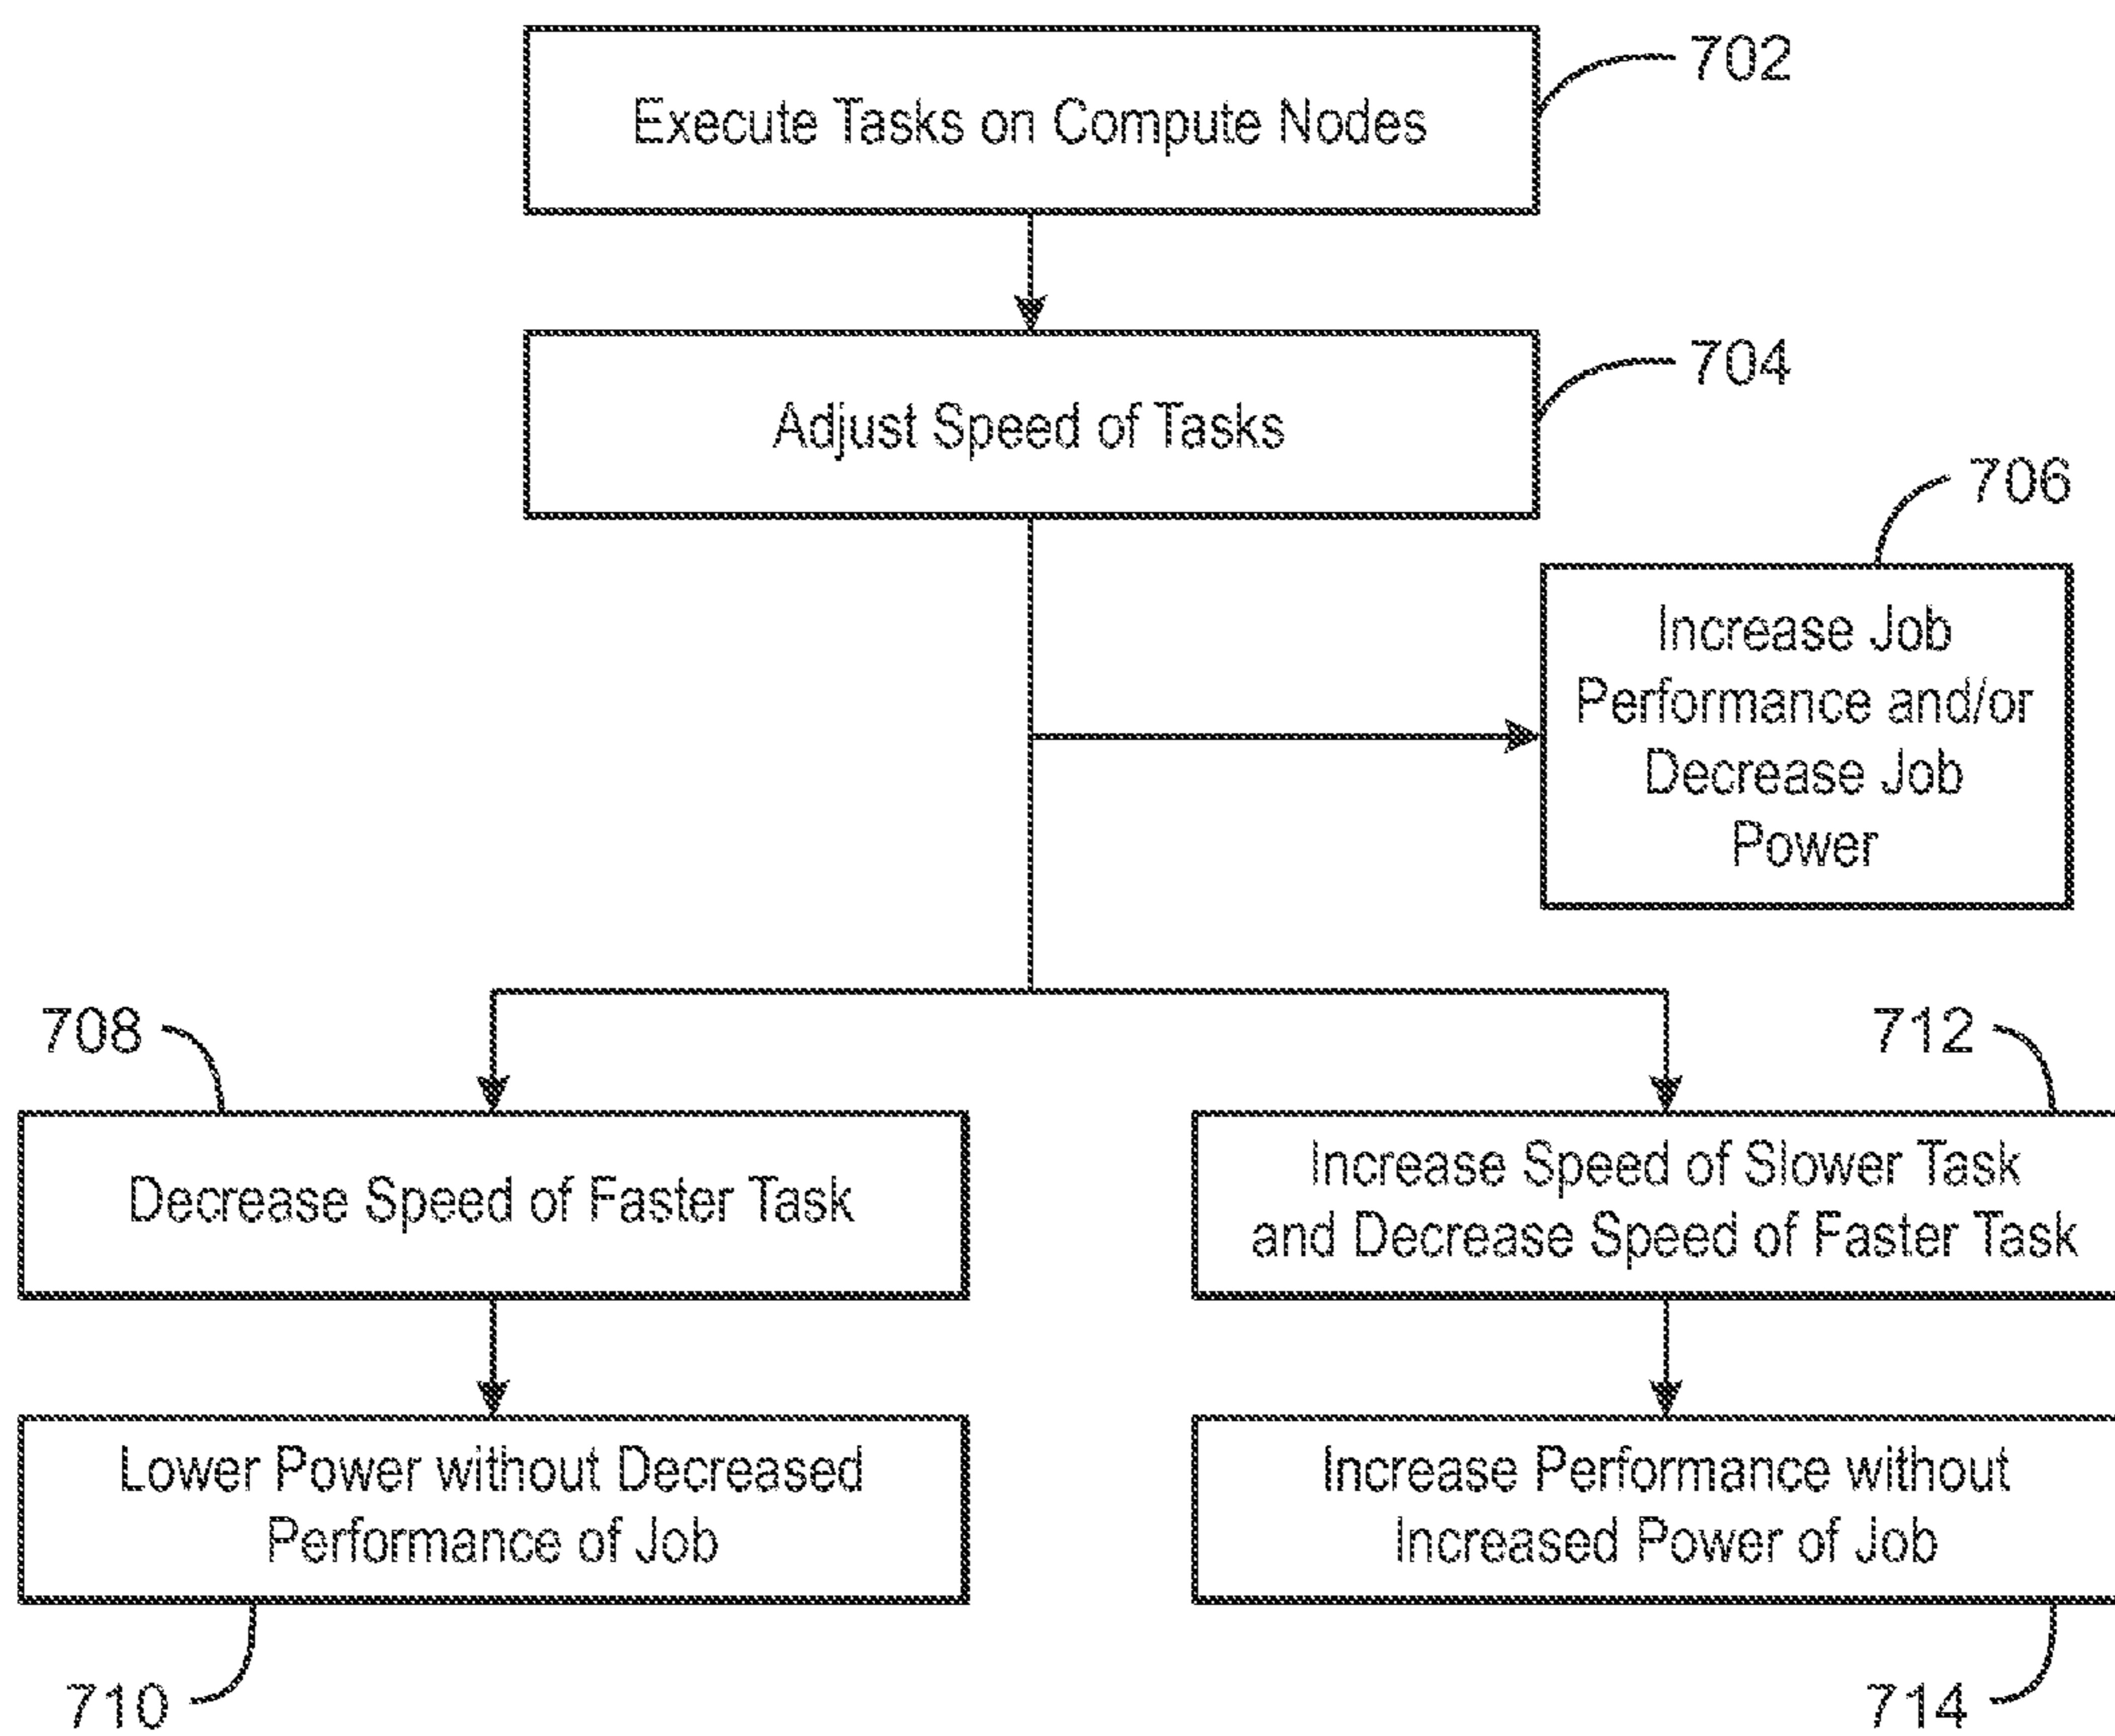 702
Execute Tasks on Compute Nodes
704
Adjust Speed of Tasks
706
Increase Job
Performance and/or
Decrease Job
Power
708
Decrease Speed of Faster Task
712
Increase Speed of Slower Task
and Decrease Speed of Faster Task
Lower Power without Decreased
Performance of Job
710
Increase Performance without
Increased Power of Job
714